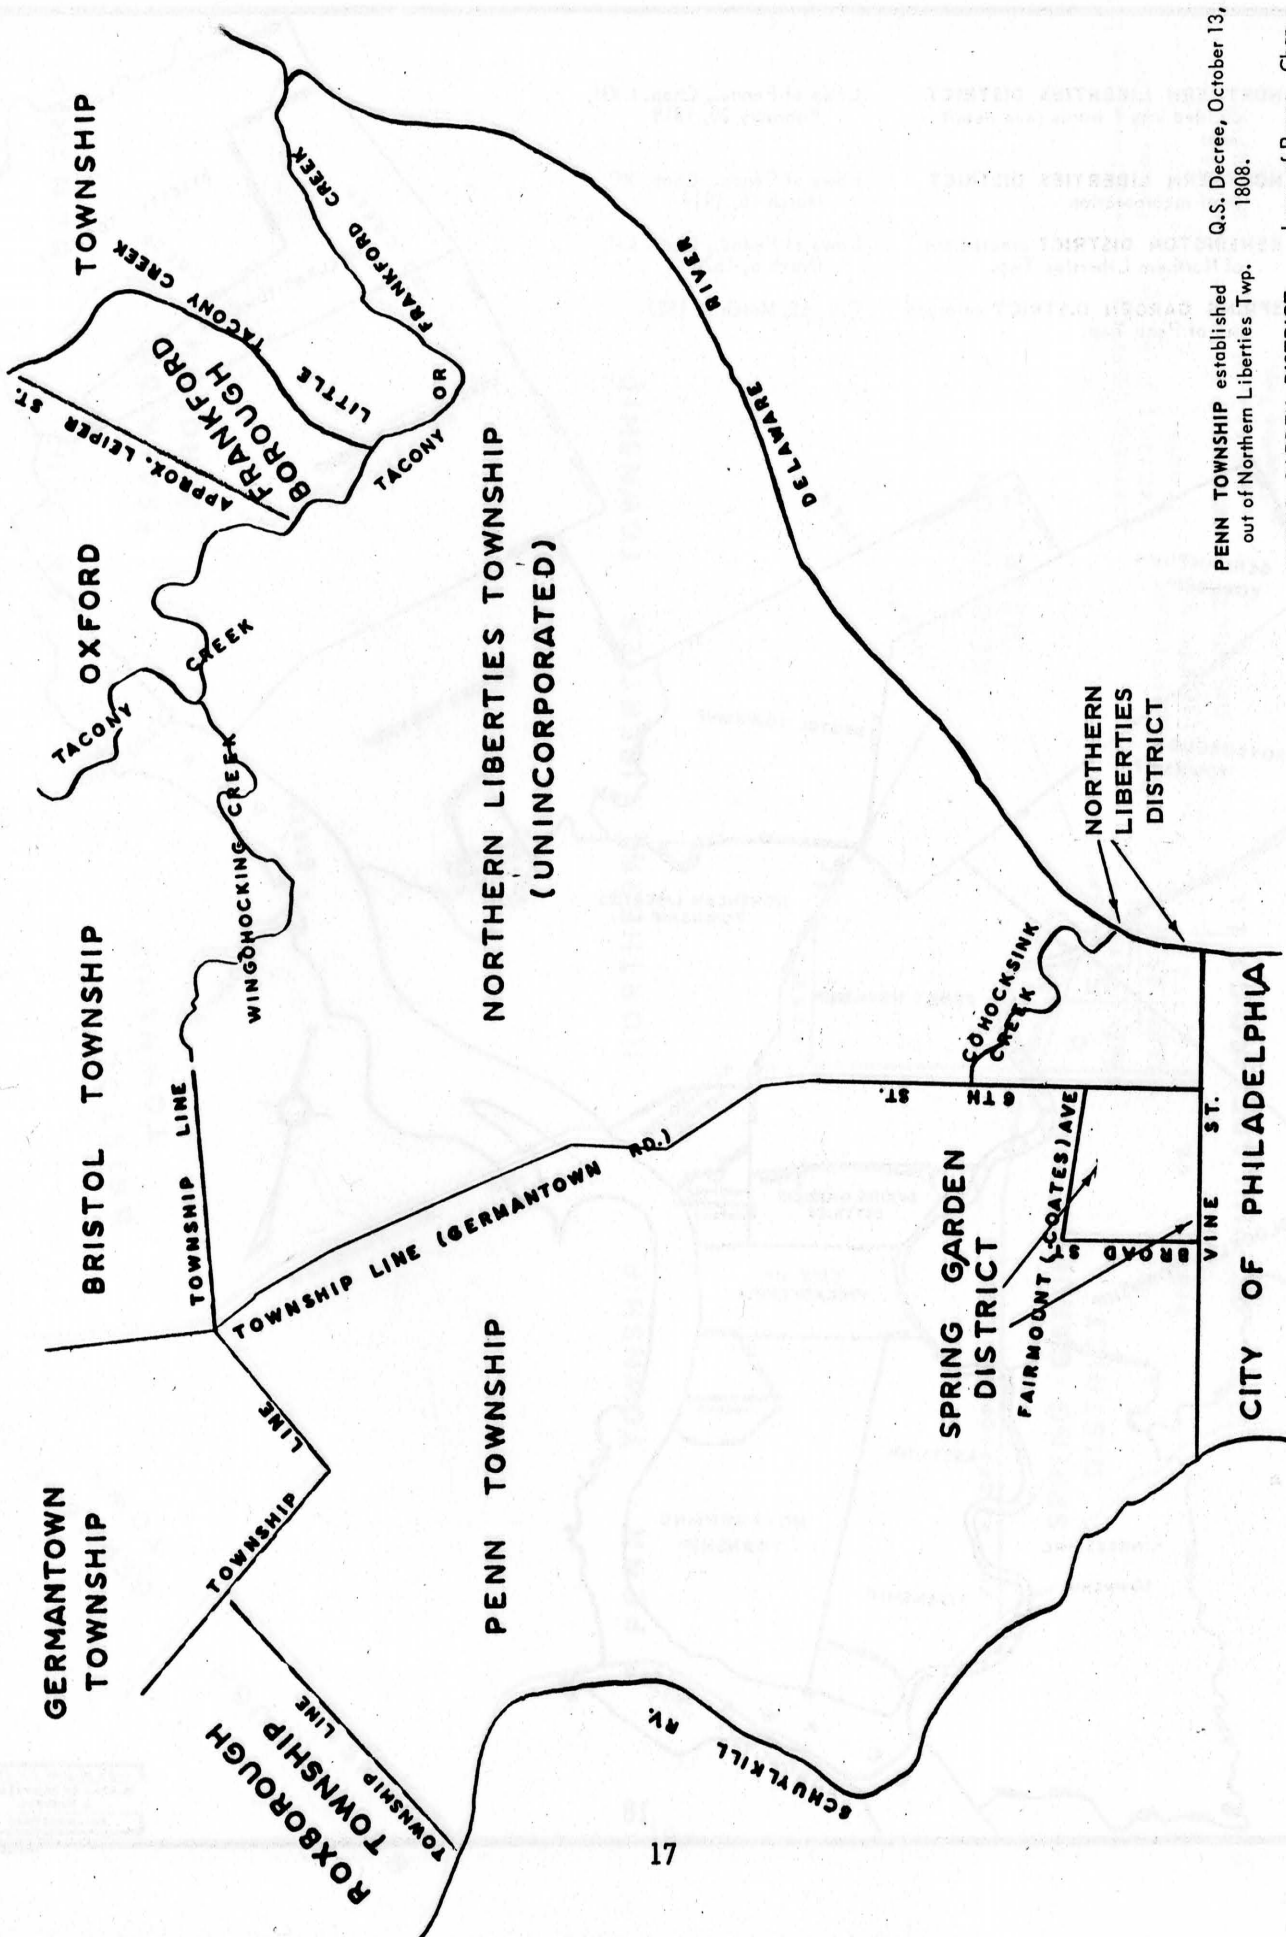 GERMANTOWN
TOWNSHIP
BRISTOL TOWNSHIP
OXFORD
TOWNSHIP
ROXBOROUGH
TOWNSHIP
TOWNSHIP LINE
TOWNSHIP LINE
TOWNSHIP LINE
TOWNSHIP LINE (GERMANTOWN RD.)
WINGOHOCKING CREEK
TACONY CREEK
APPROX. LEIPER ST.
FRANKFORD
BOROUGH
LITTLE TACONY CREEK
TACONY OR FRANKFORD CREEK
PENN TOWNSHIP
NORTHERN LIBERTIES TOWNSHIP
(UNINCORPORATED)
DELAWARE RIVER
SCHUYLKILL RV.
6TH ST.
COHOCKSINK
CREEK
SPRING GARDEN
DISTRICT
FAIRMOUNT (COATES) AVE
BROAD ST.
VINE ST.
NORTHERN
LIBERTIES
DISTRICT
CITY OF PHILADELPHIA
PENN TOWNSHIP established Q.S. Decree, October 13,
out of Northern Liberties Twp. 1808.
17